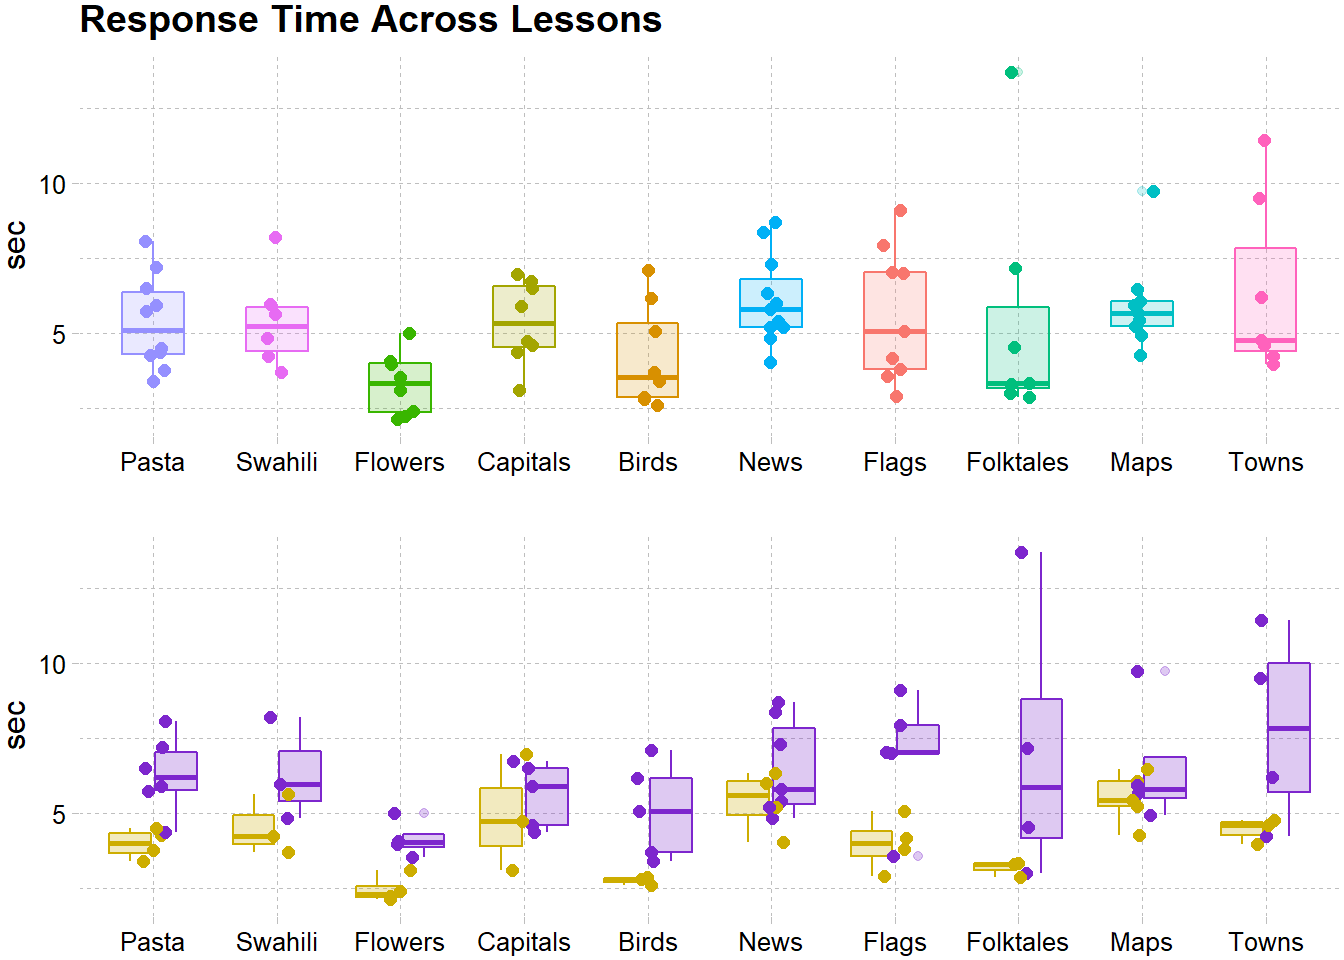 Response Time Across Lessons
sec
10
5
Pasta Swahili Flowers Capitals Birds News Flags Folktales Maps Towns
sec
10
5
Pasta Swahili Flowers Capitals Birds News Flags Folktales Maps Towns